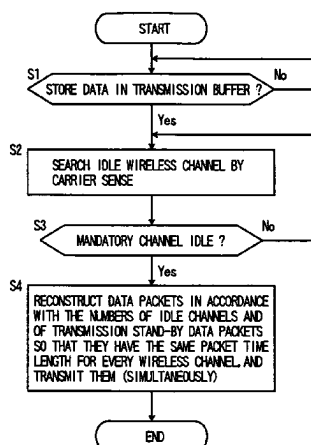 START
S1
STORE DATA IN TRANSMISSION BUFFER ?
No
Yes
S2
SEARCH IDLE WIRELESS CHANNEL BY
CARRIER SENSE
S3
MANDATORY CHANNEL IDLE ?
No
Yes
S4
RECONSTRUCT DATA PACKETS IN ACCORDANCE
WITH THE NUMBERS OF IDLE CHANNELS AND
OF TRANSMISSION STAND-BY DATA PACKETS
SO THAT THEY HAVE THE SAME PACKET TIME
LENGTH FOR EVERY WIRELESS CHANNEL, AND
TRANSMIT THEM (SIMULTANEOUSLY)
END